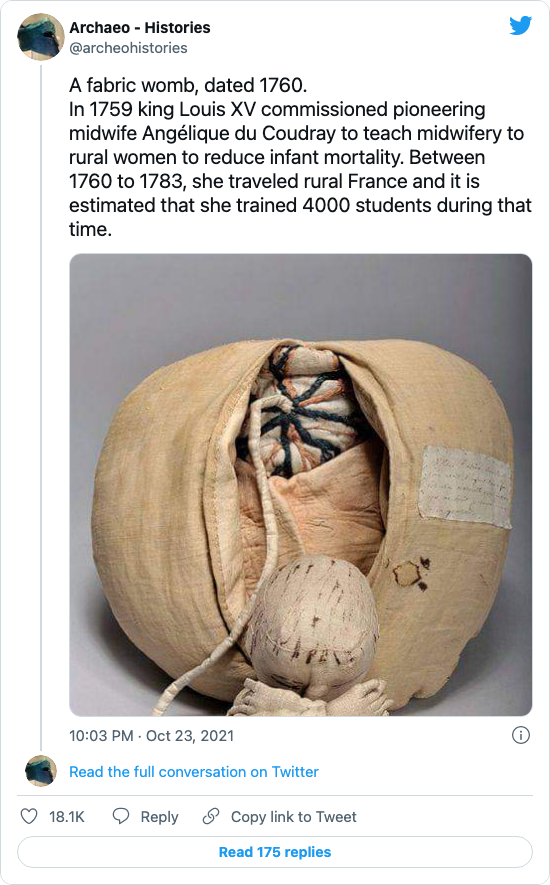 Archaeo - Histories
@archeohistories
A fabric womb, dated 1760.
In 1759 king Louis XV commissioned pioneering
midwife Angélique du Coudray to teach midwifery to
rural women to reduce infant mortality. Between
1760 to 1783, she traveled rural France and it is
estimated that she trained 4000 students during that
time.
10:03 PM · Oct 23, 2021
Read the full conversation on Twitter
18.1K Reply Copy link to Tweet
Read 175 replies